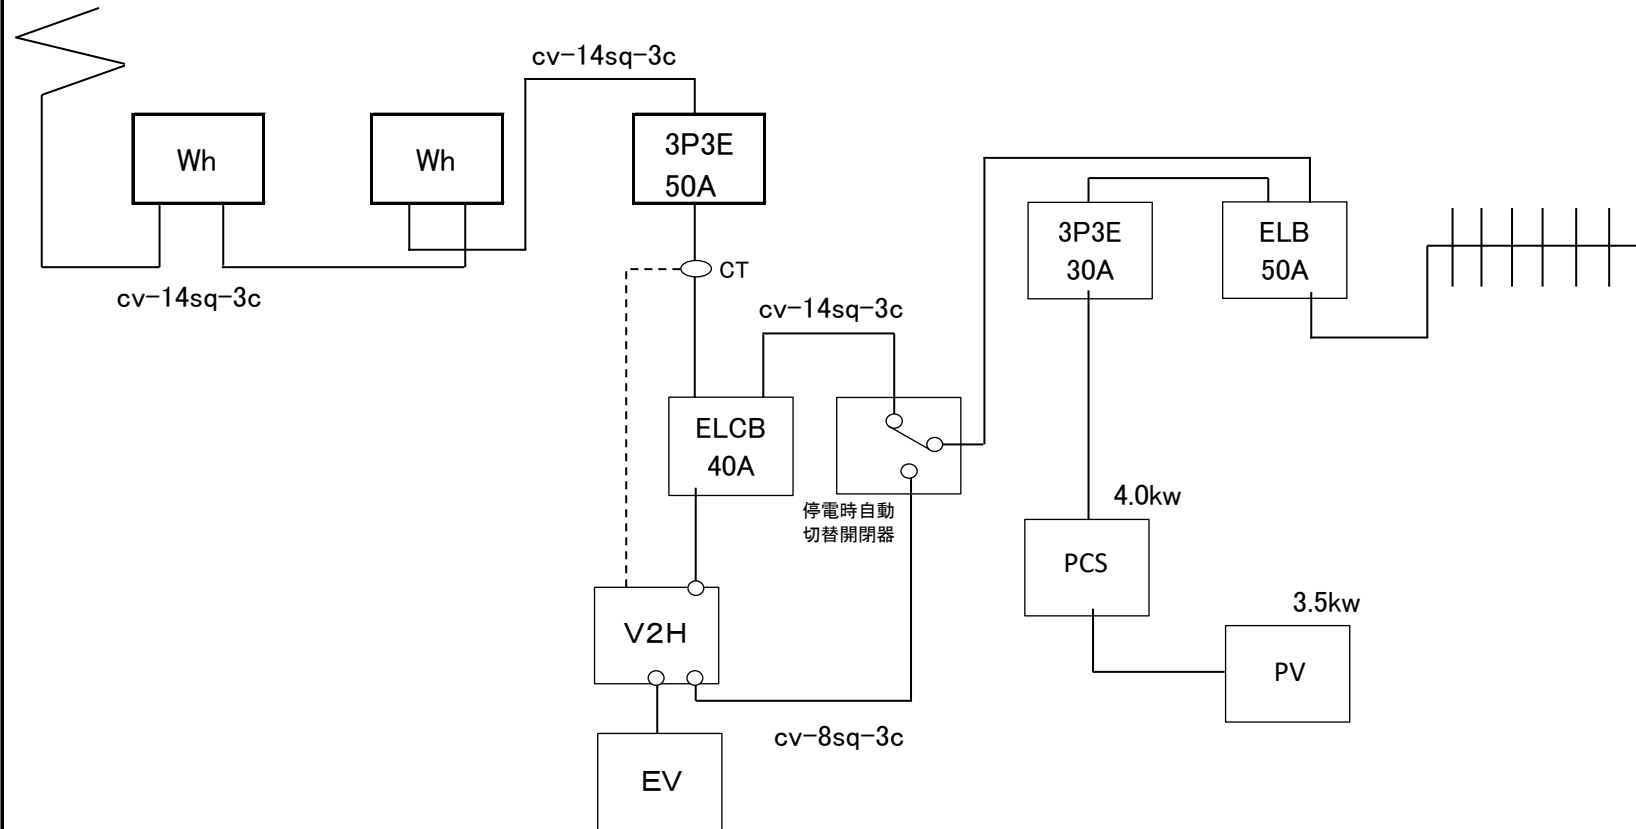 cv-14sq-3c
Wh
Wh
3P3E
50A
cv-14sq-3c
CT
cv-14sq-3c
3P3E
30A
ELB
50A
ELCB
40A
停電時自動
切替開閉器
4.0kw
PCS
3.5kw
PV
V2H
cv-8sq-3c
EV